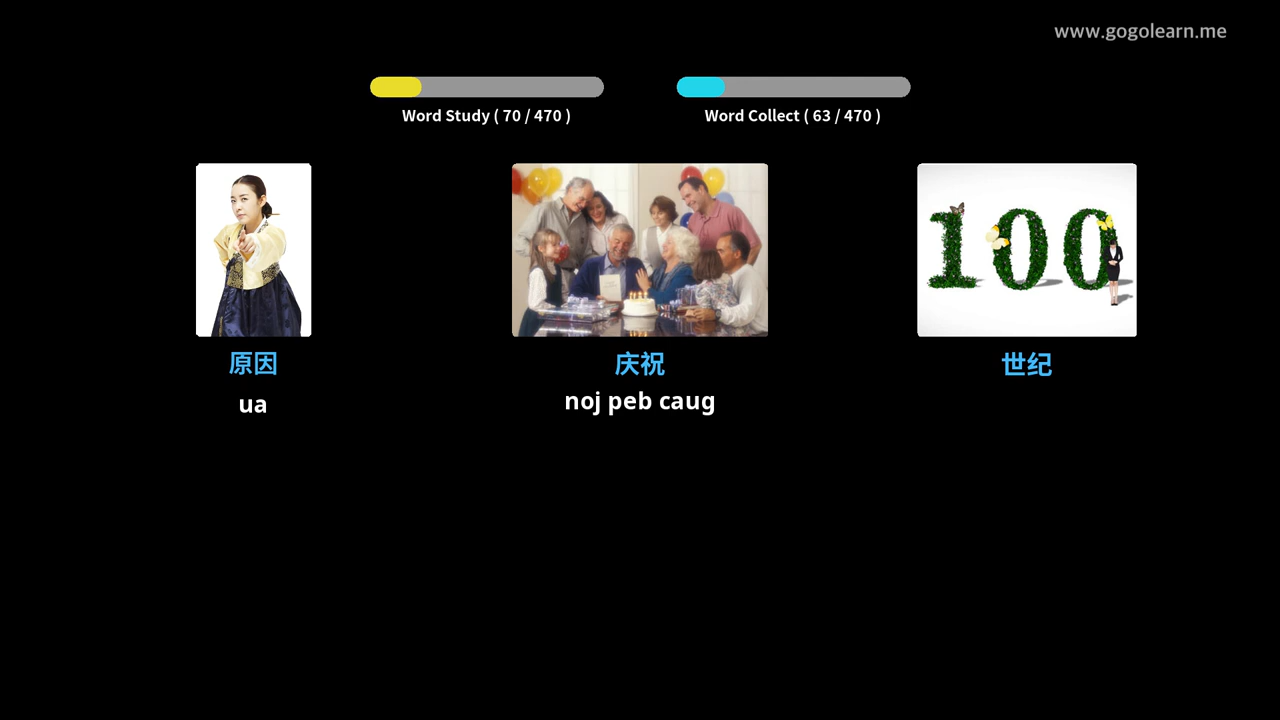 www.gogolearn.me
Word Study ( 70 / 470 )
Word Collect ( 63 / 470 )
原因
庆祝
世纪
ua
noj peb caug